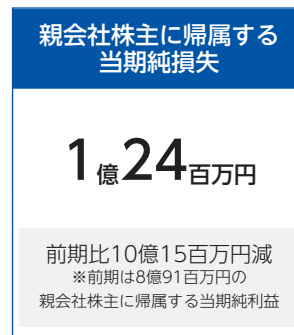 親会社株主に帰属する
当期純損失
1億24百万円
前期比10億15百万円減
※前期は8億91百万円の
親会社株主に帰属する当期純利益